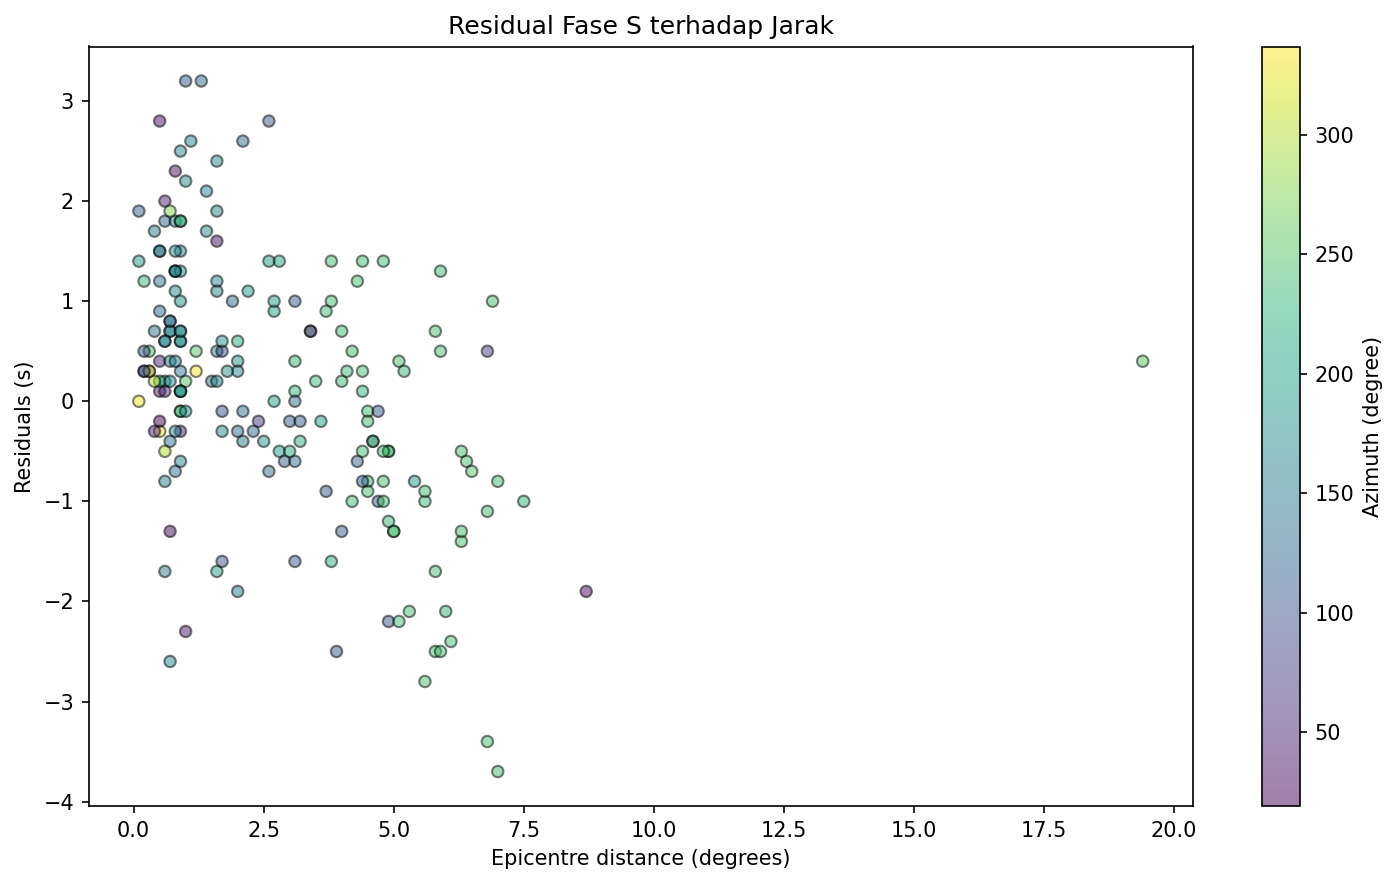 Residual Fase S terhadap Jarak
Residuals (s)
3
2
1
0
−1
−2
−3
−4
0.0 2.5 5.0 7.5 10.0 12.5 15.0 17.5 20.0
Epicentre distance (degrees)
300
250
200
150
100
50
Azimuth (degree)